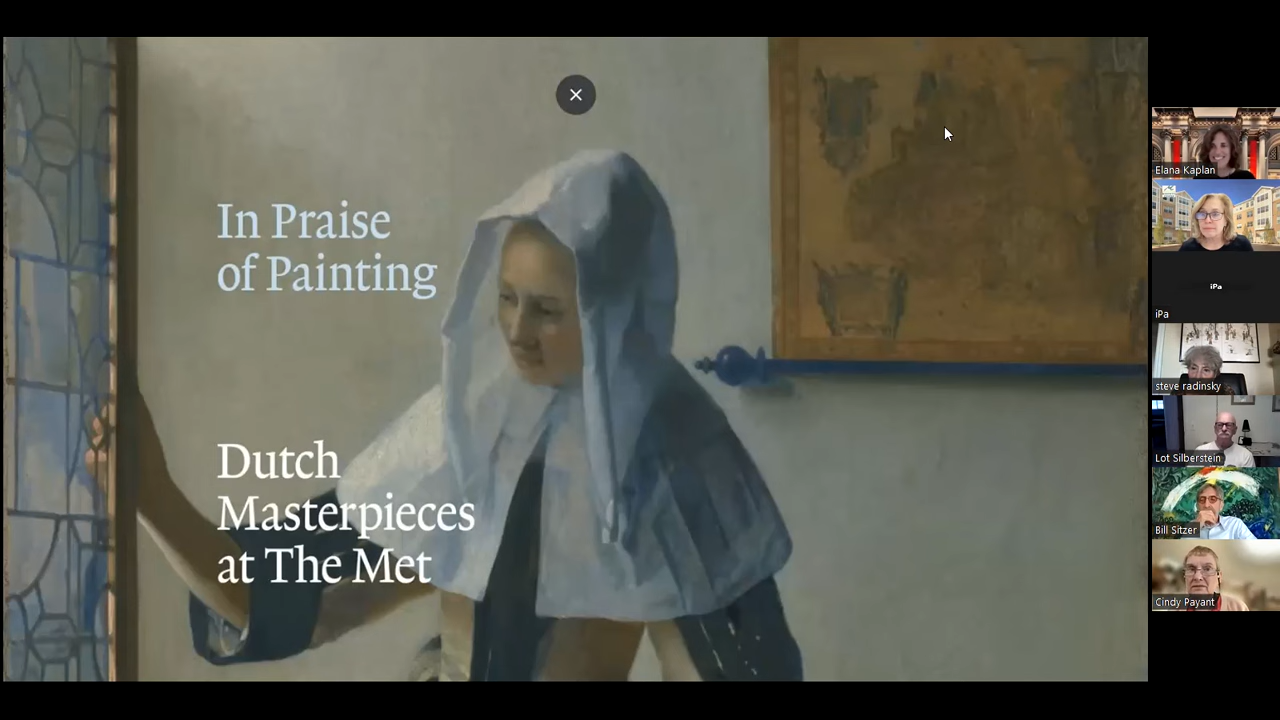 In Praise
of Painting
Dutch
Masterpieces
at The Met
Elana Kaplan
iPa
iPa
steve radinsky
Lot Silberstein
Bill Sitzer
Cindy Payant